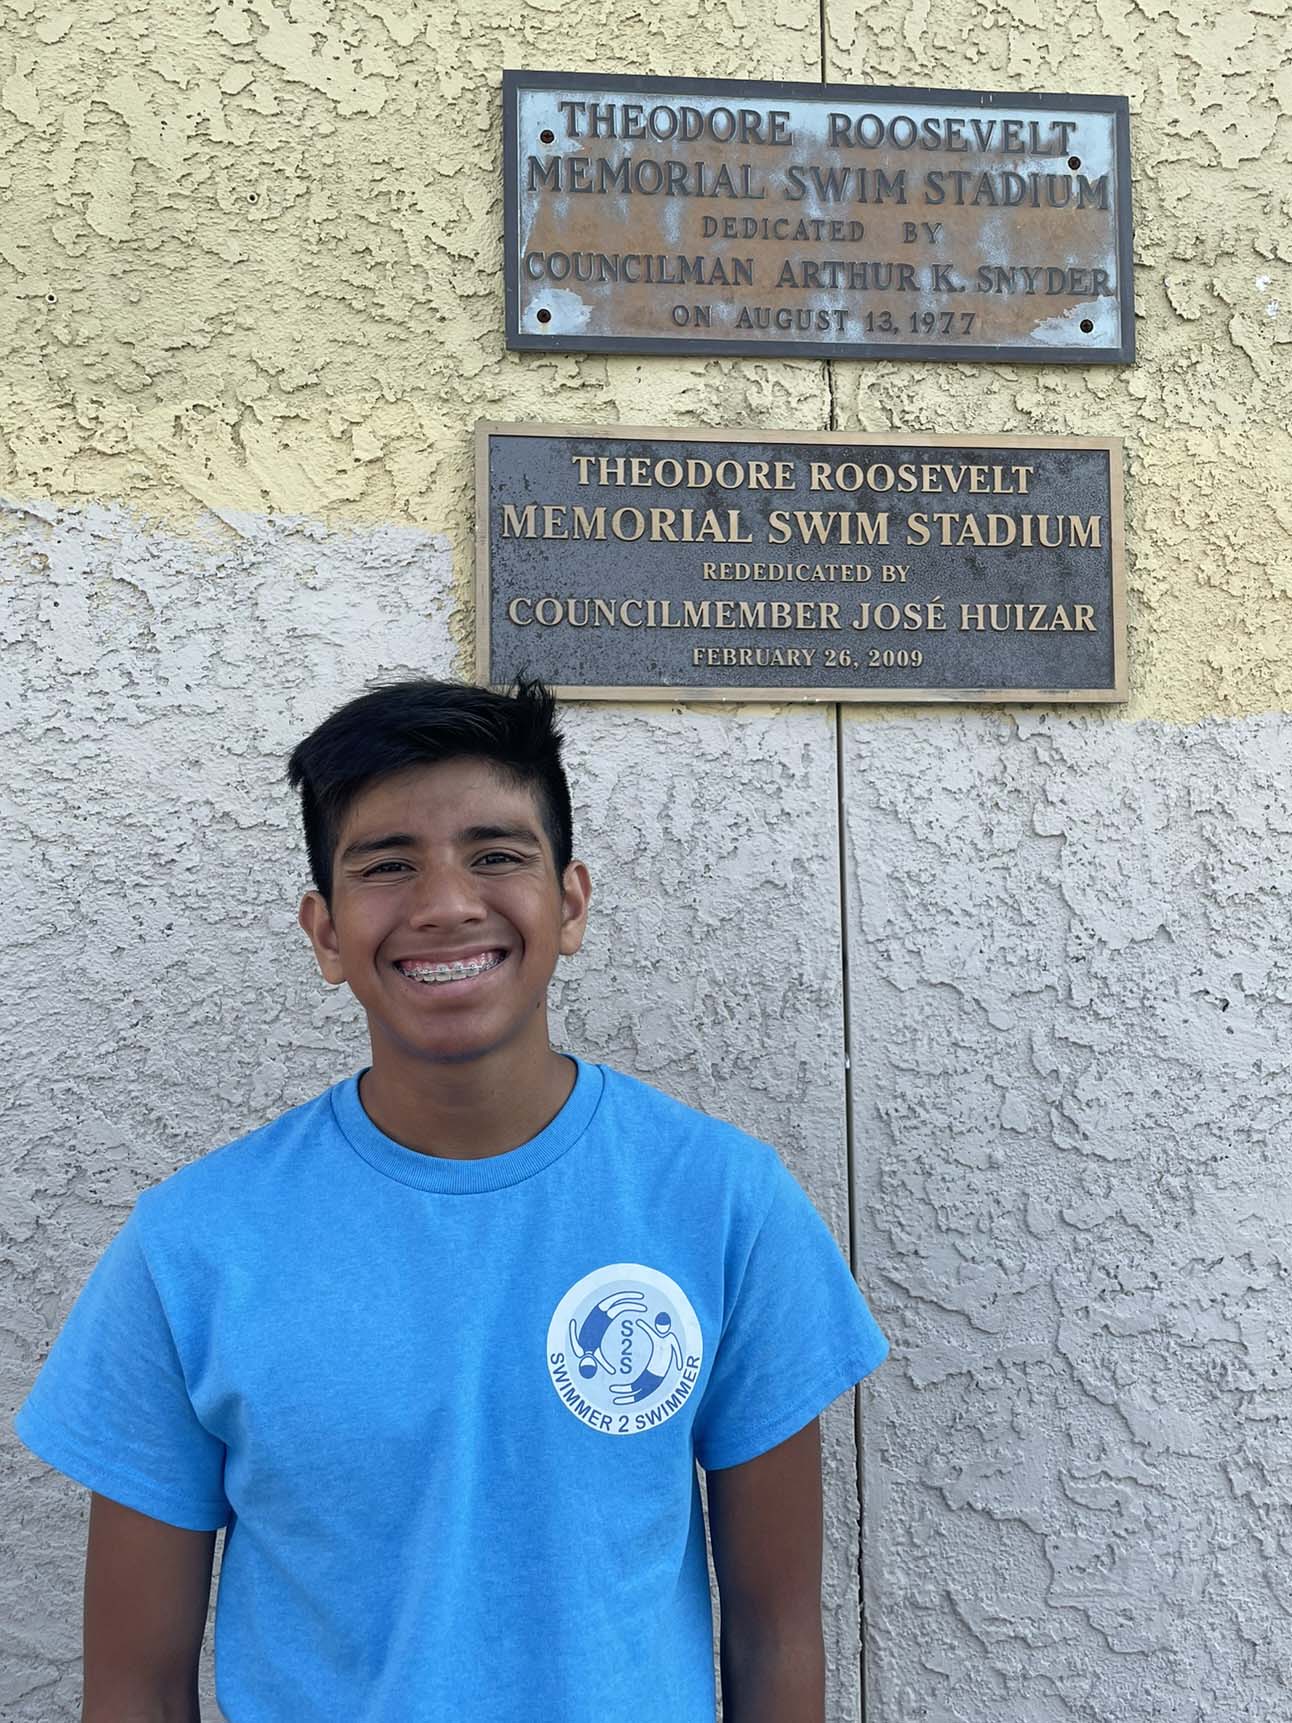 THEODORE ROOSEVELT
MEMORIAL SWIM STADIUM
DEDICATED BY
COUNCILMAN ARTHUR K. SNYDER
ON AUGUST 13, 1977
THEODORE ROOSEVELT
MEMORIAL SWIM STADIUM
REDEDICATED BY
COUNCILMEMBER JOSÉ HUIZAR
FEBRUARY 26, 2009
S2S
SWIMMER 2 SWIMMER